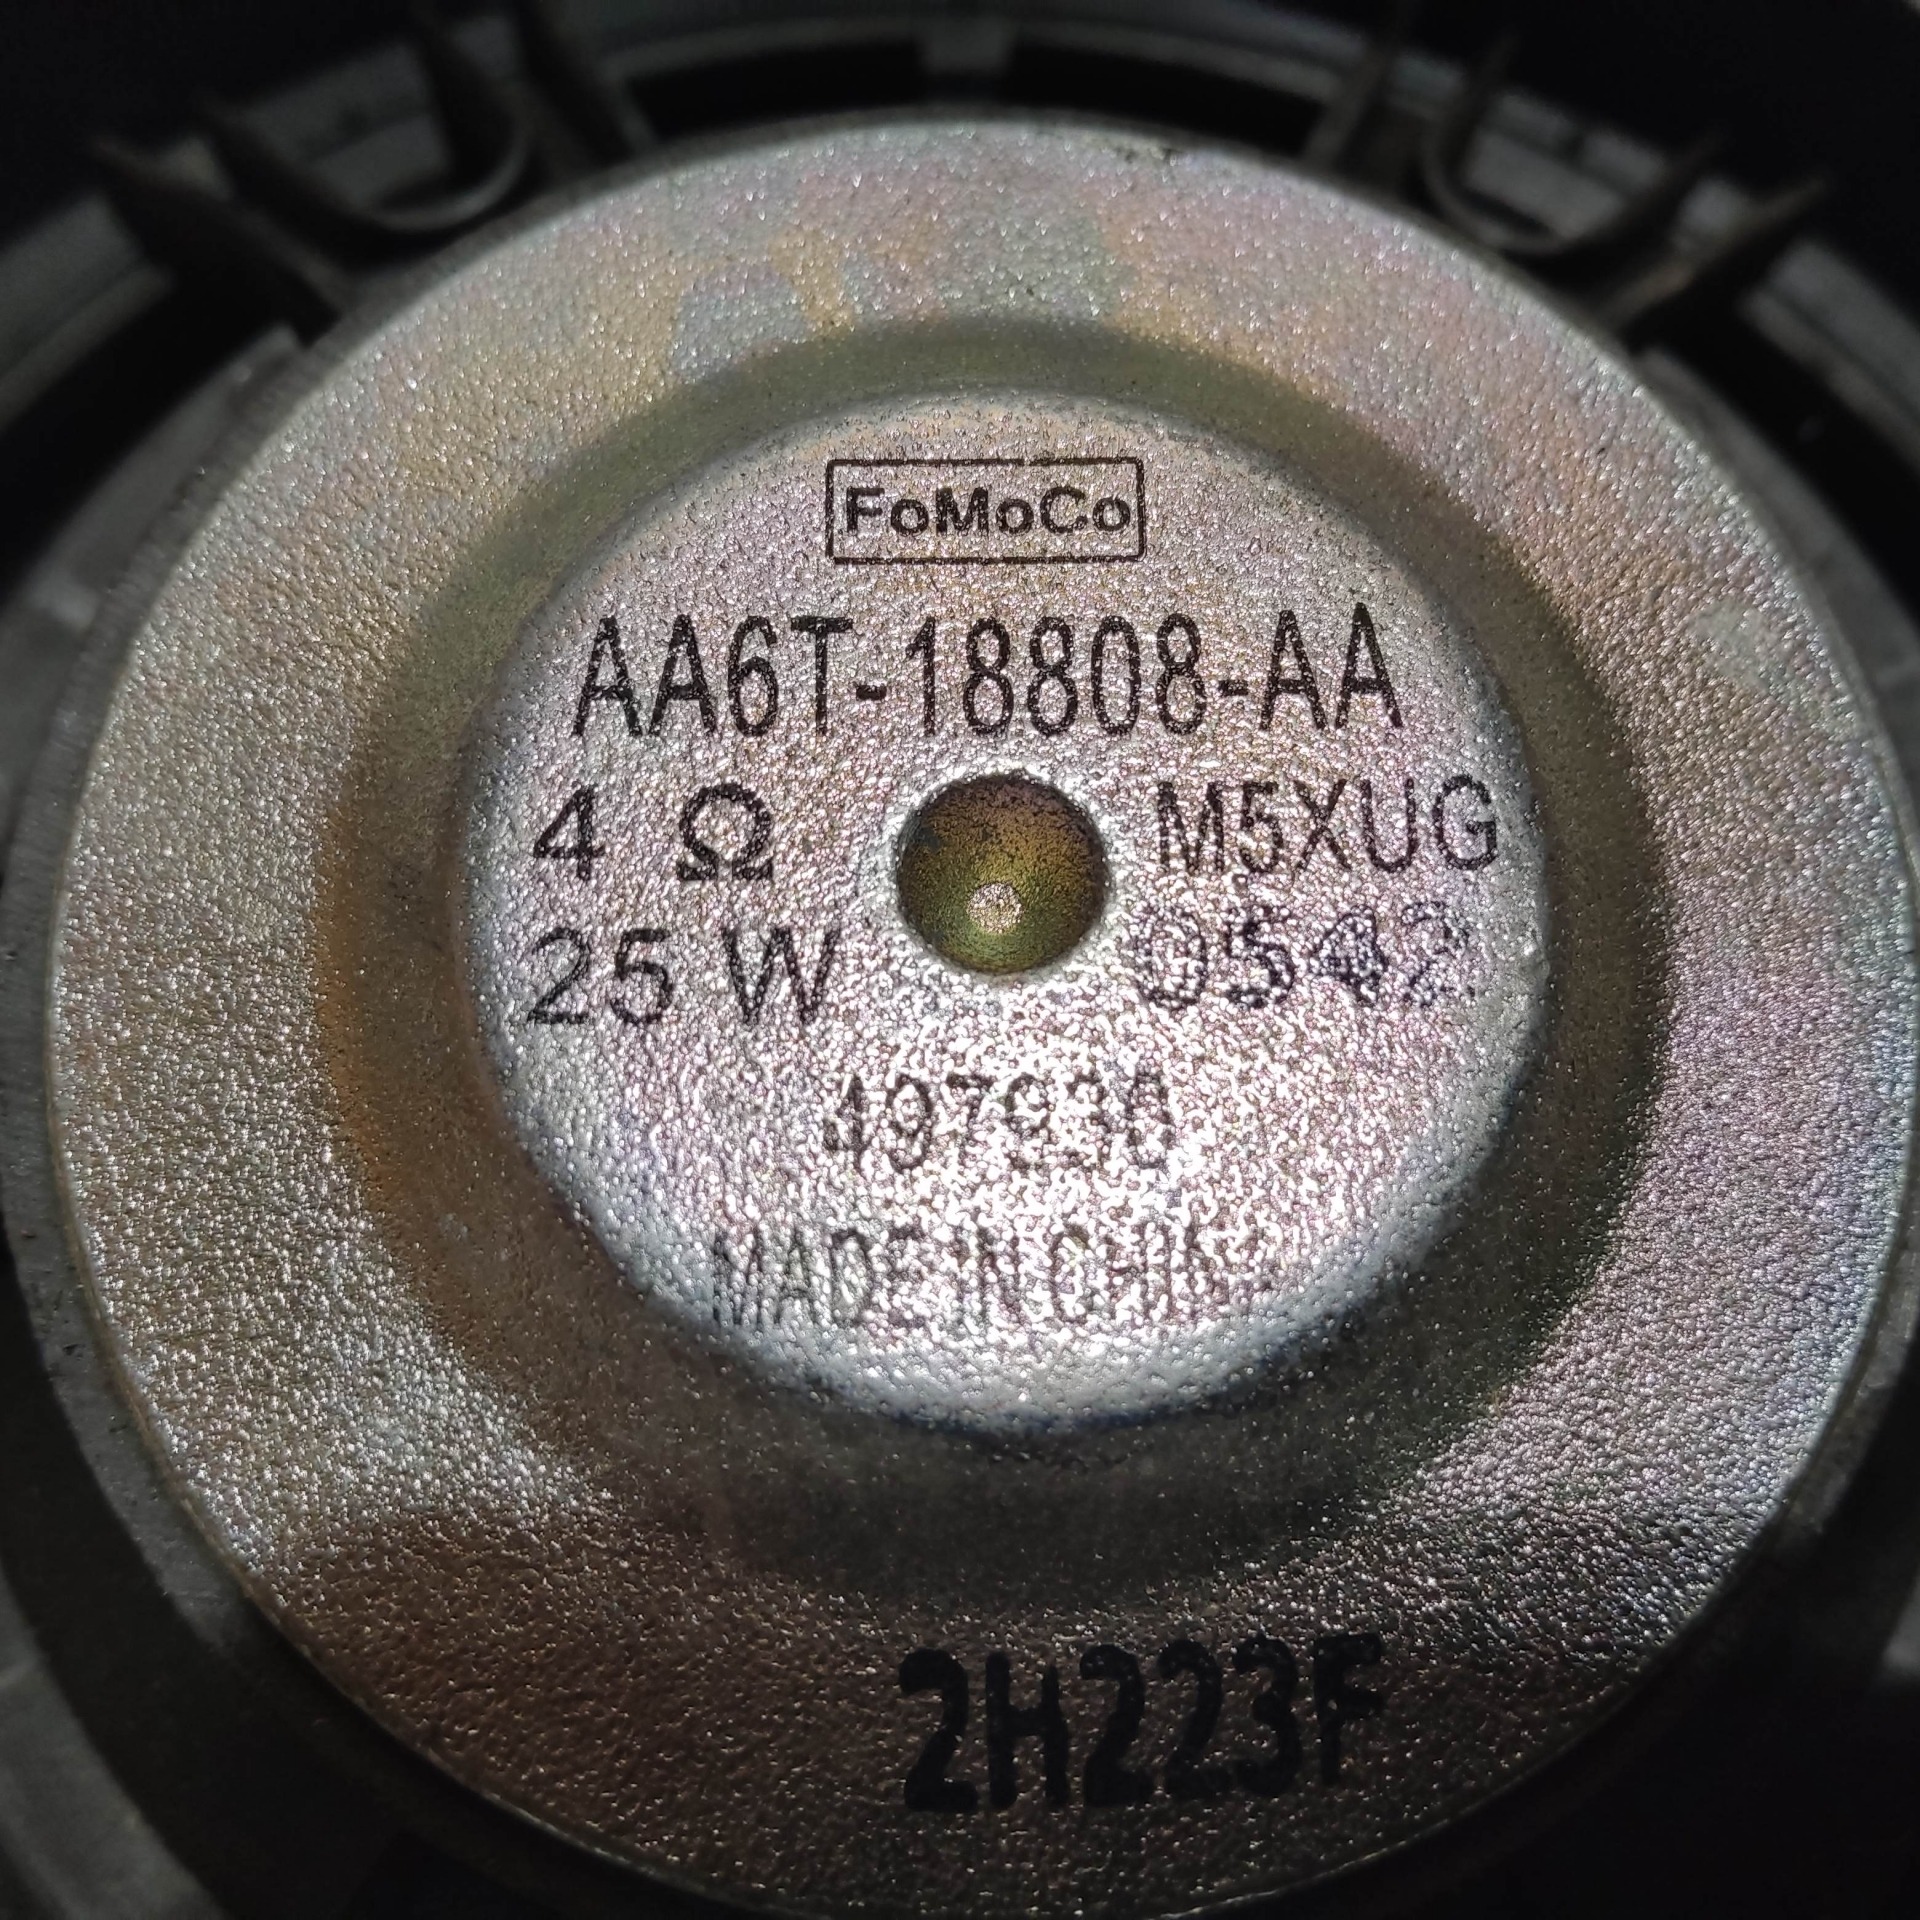 FoMoCo
AA6T-18808-AA
4 Ω M5XUG
25 W 0542
MADE IN CHINA
2H223F